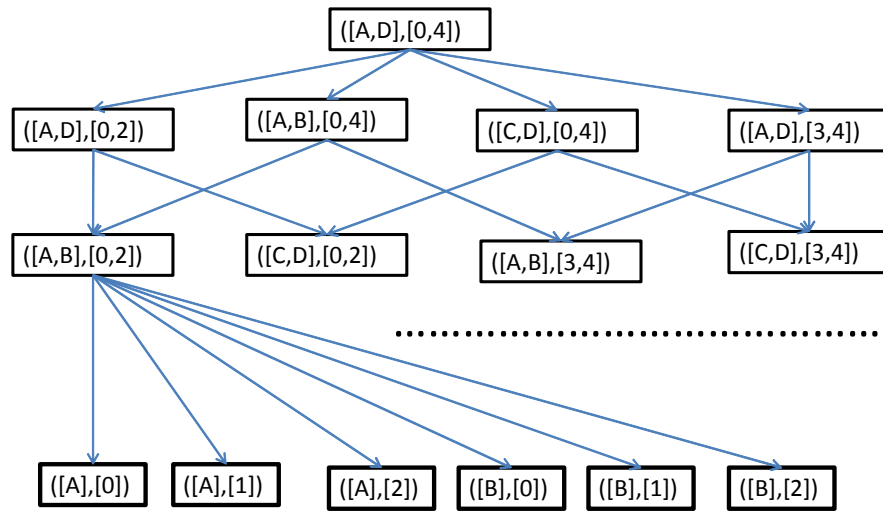 ([A,D],[0,4])
([A,D],[0,2])
([A,B],[0,4])
([C,D],[0,4])
([A,D],[3,4])
([A,B],[0,2])
([C,D],[0,2])
([A,B],[3,4])
([C,D],[3,4])
([A],[0])
([A],[1])
([A],[2])
([B],[0])
([B],[1])
([B],[2])